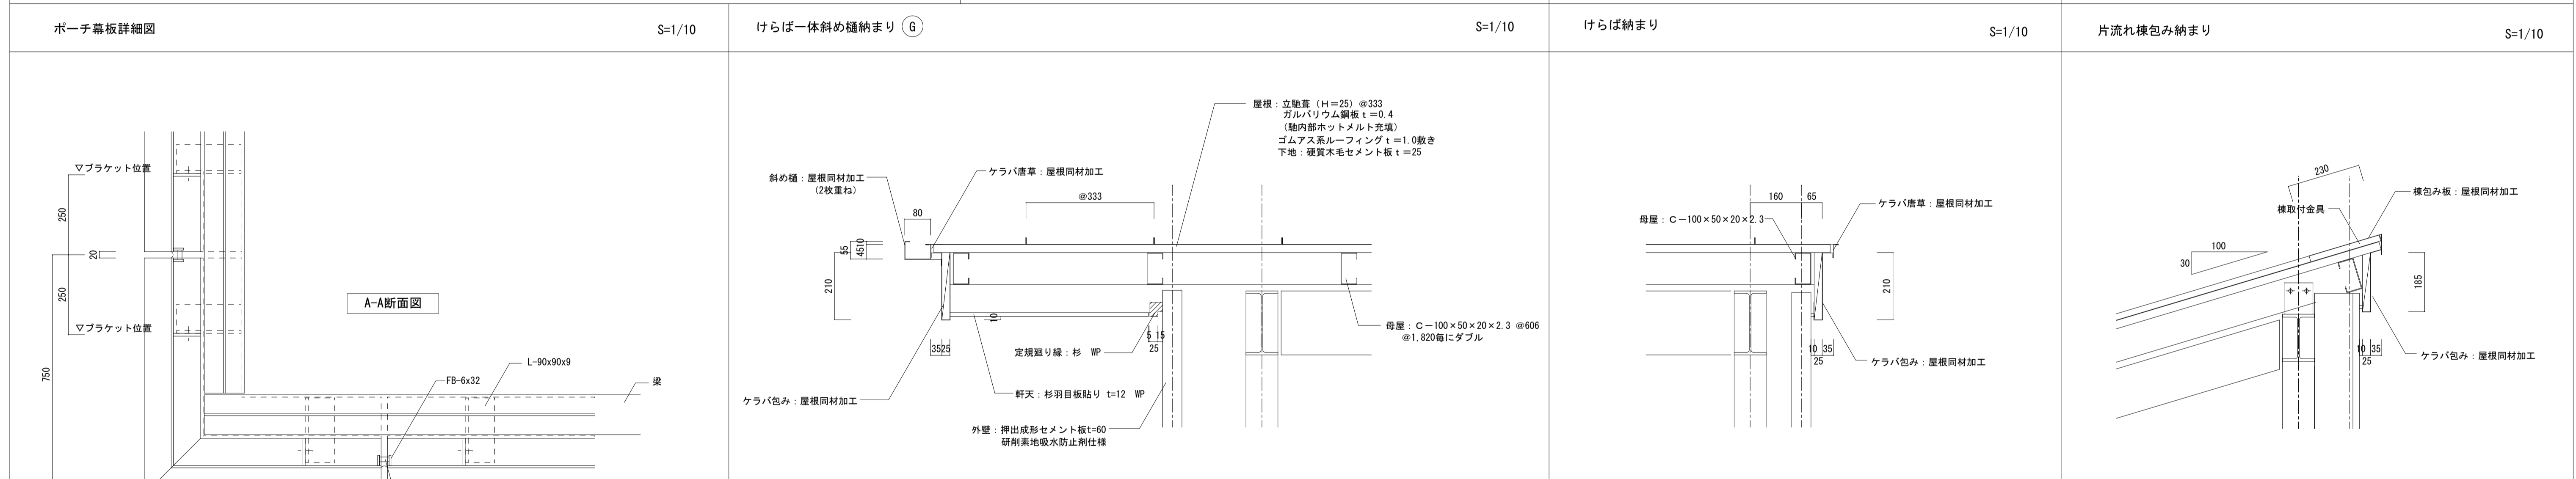 ポーチ幕板詳細図
S=1/10
▽ブラケット位置
250
20
250
A-A断面図
▽ブラケット位置
L-90x90x9
750
FB-6x32
梁
けらば一体斜め樋納まり G
S=1/10
屋根：立馳葺（H＝25）@333
ガルバリウム鋼板ｔ＝0.4
（馳内部ホットメルト充填）
ゴムアス系ルーフィングｔ＝1.0敷き
下地：硬質木毛セメント板ｔ＝25
ケラバ唐草：屋根同材加工
斜め樋：屋根同材加工
（2枚重ね）
@333
80
55
45
10
210
10
母屋：Ｃ－100×50×20×2.3 @606
@1,820毎にダブル
5
15
35
25
25
定規廻り縁：杉　WP
軒天：杉羽目板貼り t=12　WP
ケラバ包み：屋根同材加工
外壁：押出成形セメント板t=60
研削素地吸水防止剤仕様
けらば納まり
S=1/10
160
65
ケラバ唐草：屋根同材加工
母屋：Ｃ－100×50×20×2.3
210
10
35
25
ケラバ包み：屋根同材加工
片流れ棟包み納まり
S=1/10
230
棟包み板：屋根同材加工
棟取付金具
100
30
185
10
35
25
ケラバ包み：屋根同材加工